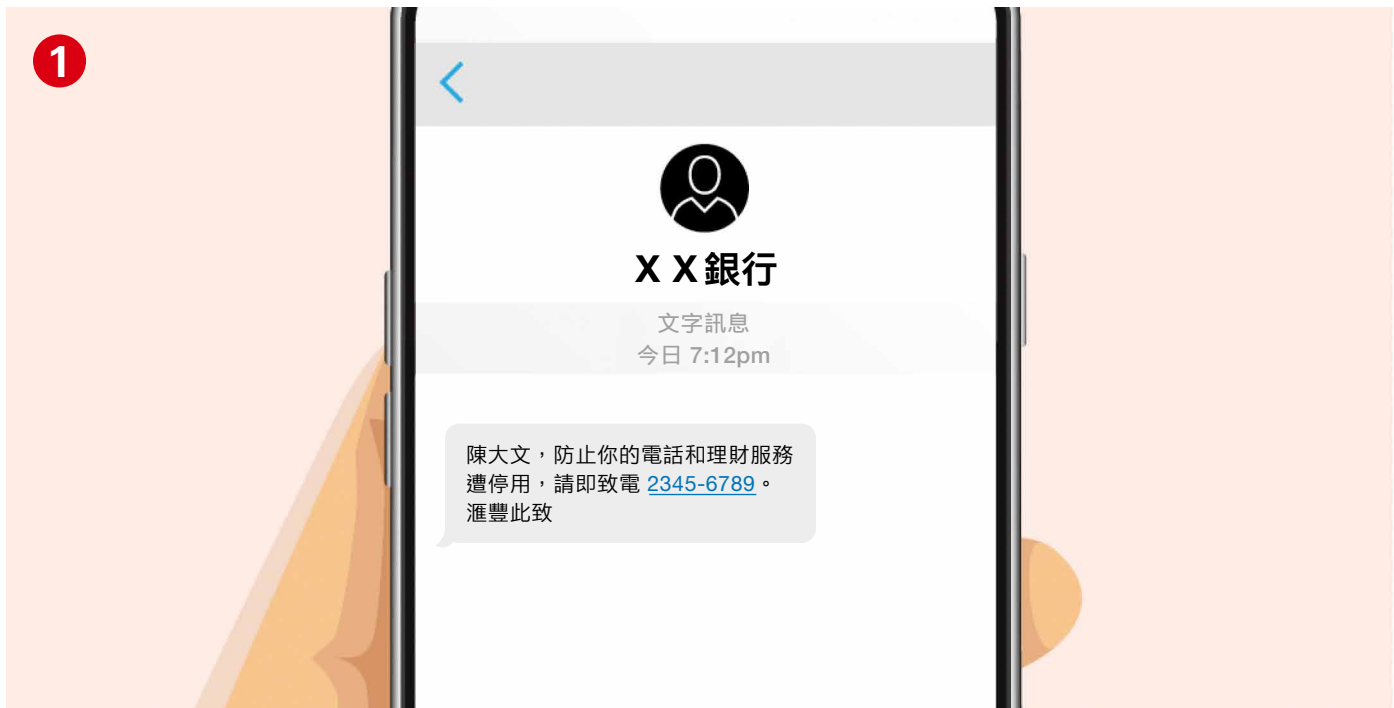 1
X X 銀行
文字訊息
今日 7:12pm
陳大文，防止你的電話和理財服務
遭停用，請即致電 2345-6789。
滙豐此致